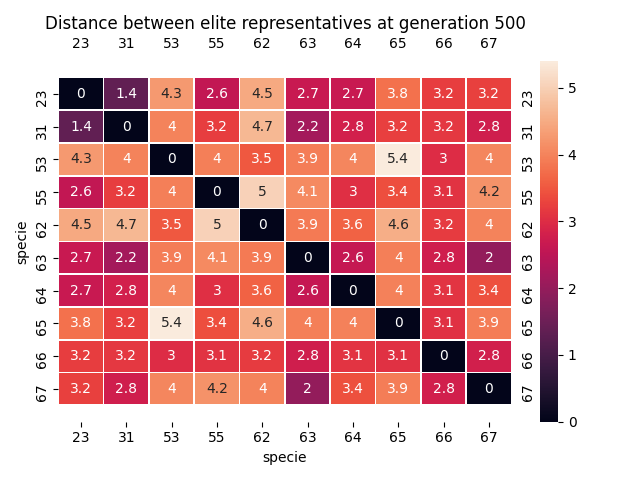 Distance between elite representatives at generation 500
23 31 53 55 62 63 64 65 66 67
23 0 1.4 4.3 2.6 4.5 2.7 2.7 3.8 3.2 3.2 23
31 1.4 0 4 3.2 4.7 2.2 2.8 3.2 3.2 2.8 31
53 4.3 4 0 4 3.5 3.9 4 5.4 3 4 53
55 2.6 3.2 4 0 5 4.1 3 3.4 3.1 4.2 55
62 4.5 4.7 3.5 5 0 3.9 3.6 4.6 3.2 4 62
63 2.7 2.2 3.9 4.1 3.9 0 2.6 4 2.8 2 63
64 2.7 2.8 4 3 3.6 2.6 0 4 3.1 3.4 64
65 3.8 3.2 5.4 3.4 4.6 4 4 0 3.1 3.9 65
66 3.2 3.2 3 3.1 3.2 2.8 3.1 3.1 0 2.8 66
67 3.2 2.8 4 4.2 4 2 3.4 3.9 2.8 0 67
23 31 53 55 62 63 64 65 66 67
specie
specie
5
4
3
2
1
0